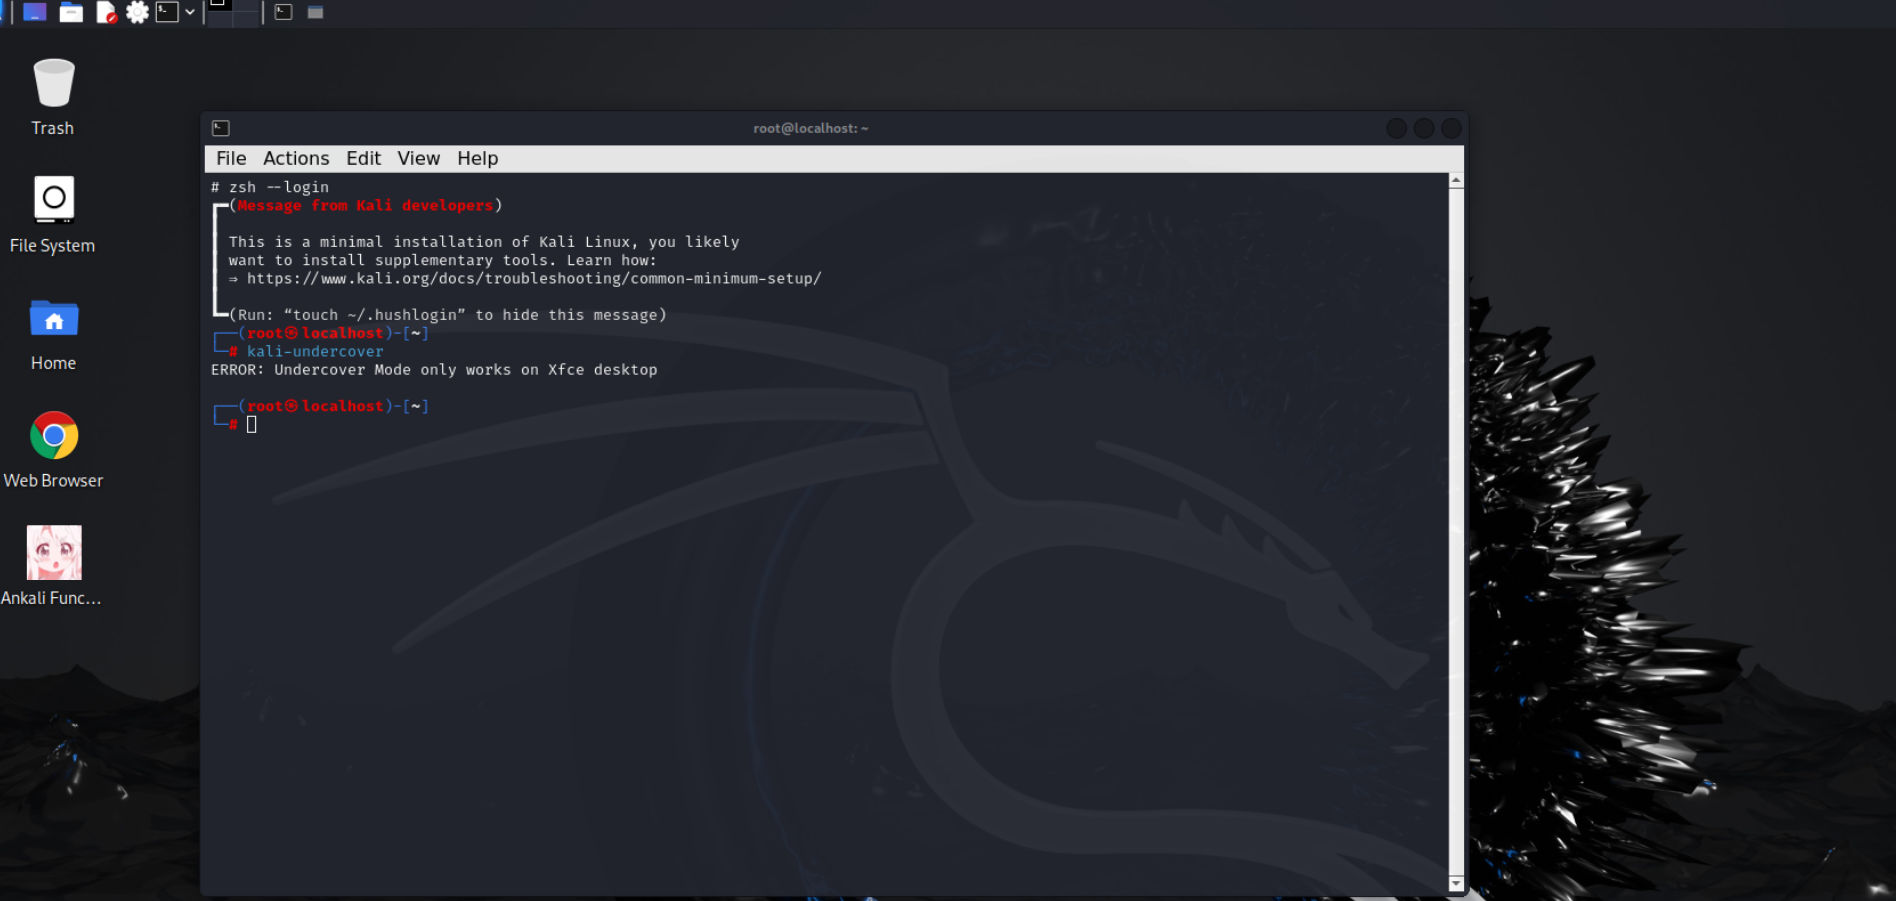 Trash
File System
Home
Web Browser
Ankali Func...
root@localhost: ~
File Actions Edit View Help
# zsh --login
┏━(Message from Kali developers)
┃
┃ This is a minimal installation of Kali Linux, you likely
┃ want to install supplementary tools. Learn how:
┃ ⇒ https://www.kali.org/docs/troubleshooting/common-minimum-setup/
┃
┗━(Run: “touch ~/.hushlogin” to hide this message)
┌──(root㉿localhost)-[~]
└─# kali-undercover
ERROR: Undercover Mode only works on Xfce desktop
┌──(root㉿localhost)-[~]
└─#